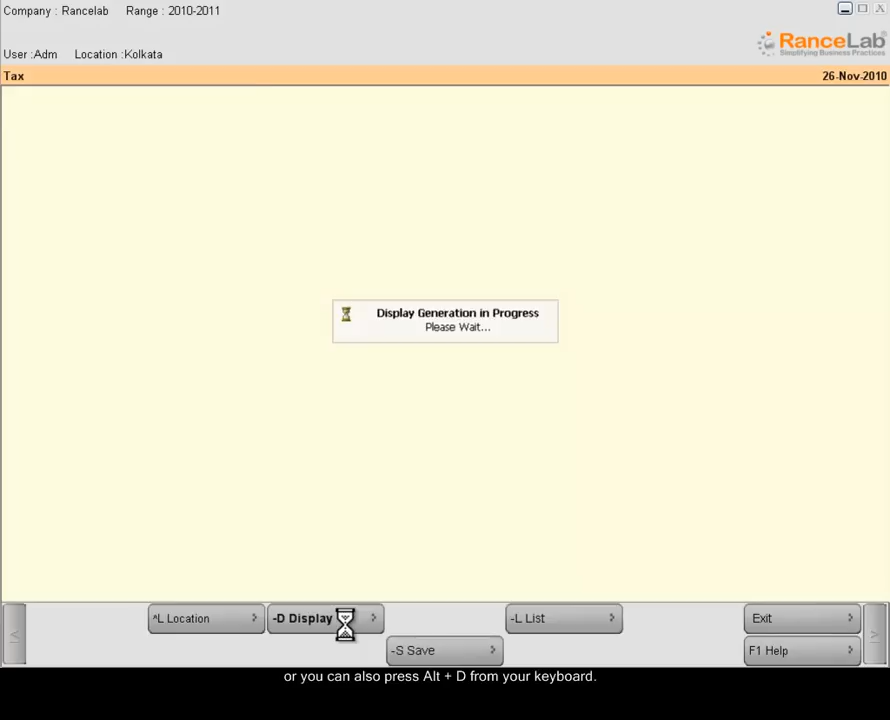 Company : Rancelab Range : 2010-2011
User :Adm Location :Kolkata
RanceLab
Simplifying Business Practices
Tax 26-Nov-2010
Display Generation in Progress
Please Wait...
^L Location > -D Display > -L List > Exit >
-S Save > F1 Help >
< >
or you can also press Alt + D from your keyboard.